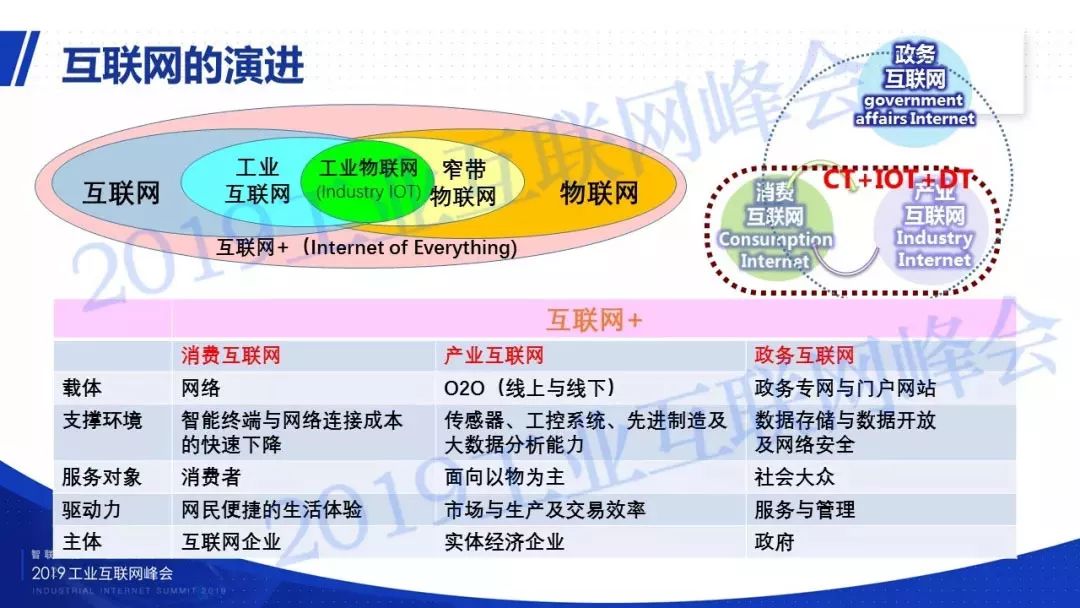 互联网的演进
政务
互联网
government
affairs Internet
CT+IOT+DT
消费
互联网
Consumption
Internet
产业
互联网
Industry
Internet
互联网
工业
互联网
工业物联网
(Industry IOT)
窄带
物联网
物联网
互联网+（Internet of Everything)
互联网+
消费互联网 产业互联网 政务互联网
载体 网络 O2O（线上与线下） 政务专网与门户网站
支撑环境 智能终端与网络连接成本 传感器、工控系统、先进制造及 数据存储与数据开放
的快速下降 大数据分析能力 及网络安全
服务对象 消费者 面向以物为主 社会大众
驱动力 网民便捷的生活体验 市场与生产及交易效率 服务与管理
主体 互联网企业 实体经济企业 政府
智联
2019工业互联网峰会
INDUSTRIAL INTERNET SUMMIT 2019
2019工业互联网峰会
2019工业互联网峰会